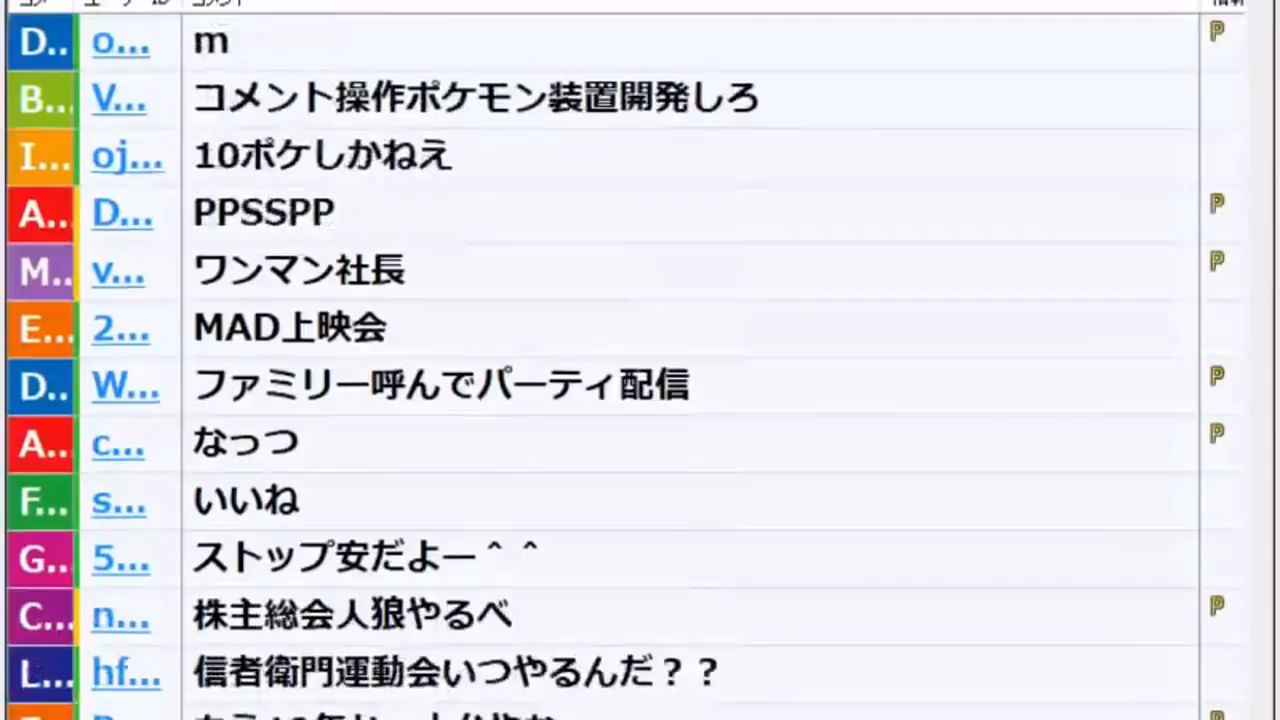 D.. o... m P
B... V... コメント操作ポケモン装置開発しろ
I... oj... 10ポケしかねえ
A... D... PPSSPP P
M.. v... ワンマン社長 P
E... 2... MAD上映会
D.. W... ファミリー呼んでパーティ配信 P
A... c... なっつ P
F... s... いいね
G.. 5... ストップ安だよー＾＾
C... n... 株主総会人狼やるべ P
L... hf... 信者衛門運動会いつやるんだ？？